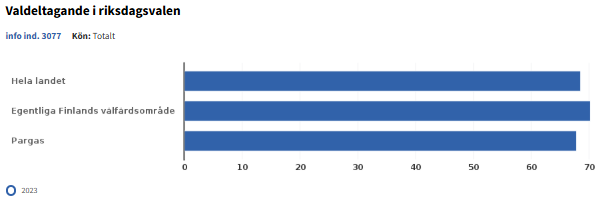 Valdeltagande i riksdagsvalen
info ind. 3077 Kön: Totalt
Hela landet
Egentliga Finlands välfärdsområde
Pargas
0 10 20 30 40 50 60 70
2023